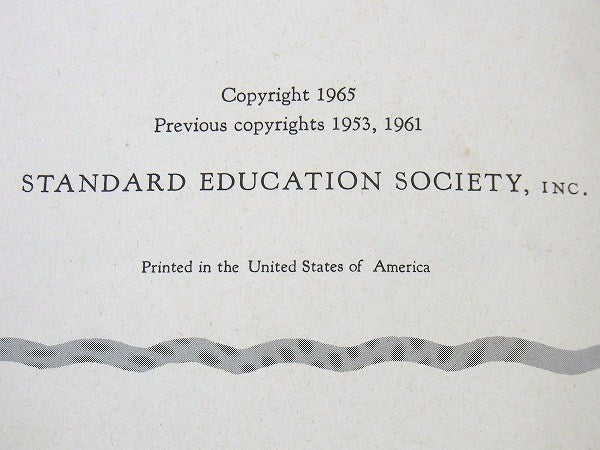 Copyright 1965
Previous copyrights 1953, 1961
STANDARD EDUCATION SOCIETY, INC.
Printed in the United States of America